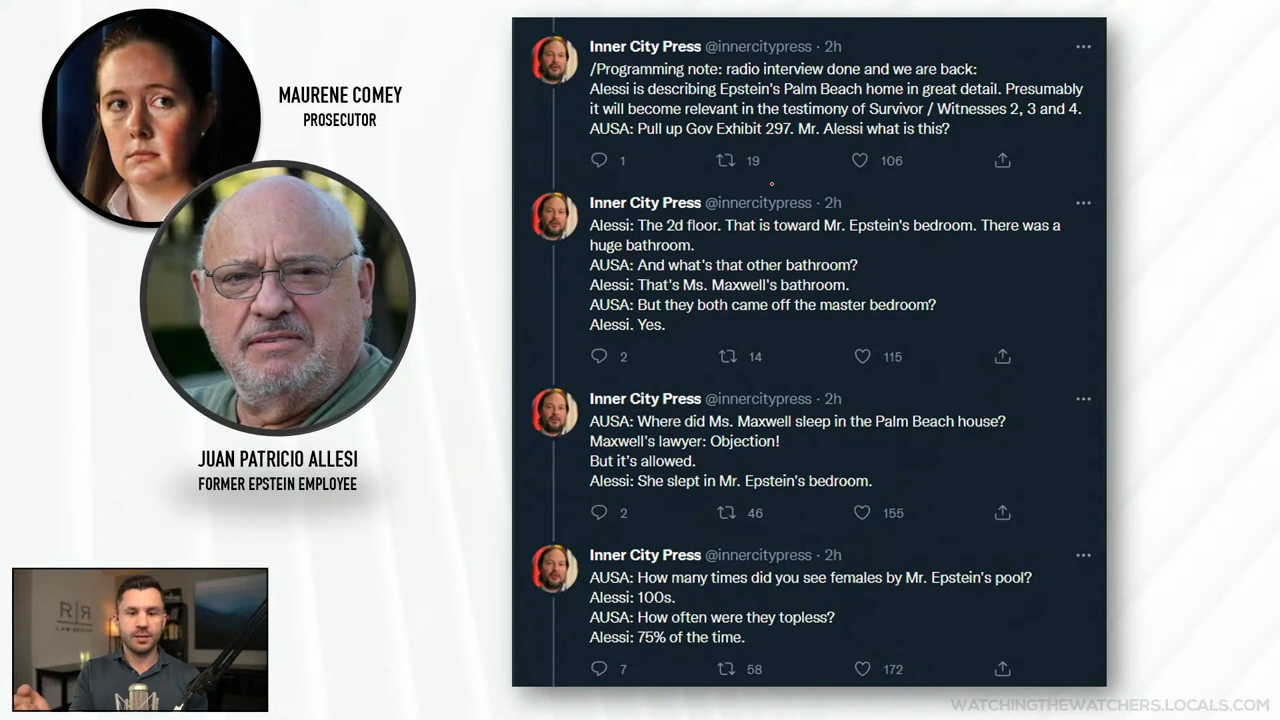 MAURENE COMEY
PROSECUTOR
JUAN PATRICIO ALLESI
FORMER EPSTEIN EMPLOYEE
R|R
LAW GROUP
Inner City Press @innercitypress · 2h
/Programming note: radio interview done and we are back:
Alessi is describing Epstein's Palm Beach home in great detail. Presumably
it will become relevant in the testimony of Survivor / Witnesses 2, 3 and 4.
AUSA: Pull up Gov Exhibit 297. Mr. Alessi what is this?
1 19 106
Inner City Press @innercitypress · 2h
Alessi: The 2d floor. That is toward Mr. Epstein's bedroom. There was a
huge bathroom.
AUSA: And what's that other bathroom?
Alessi: That's Ms. Maxwell's bathroom.
AUSA: But they both came off the master bedroom?
Alessi. Yes.
2 14 115
Inner City Press @innercitypress · 2h
AUSA: Where did Ms. Maxwell sleep in the Palm Beach house?
Maxwell's lawyer: Objection!
But it's allowed.
Alessi: She slept in Mr. Epstein's bedroom.
2 46 155
Inner City Press @innercitypress · 2h
AUSA: How many times did you see females by Mr. Epstein's pool?
Alessi: 100s.
AUSA: How often were they topless?
Alessi: 75% of the time.
7 58 172
WATCHINGTHEWATCHERS.LOCALS.COM